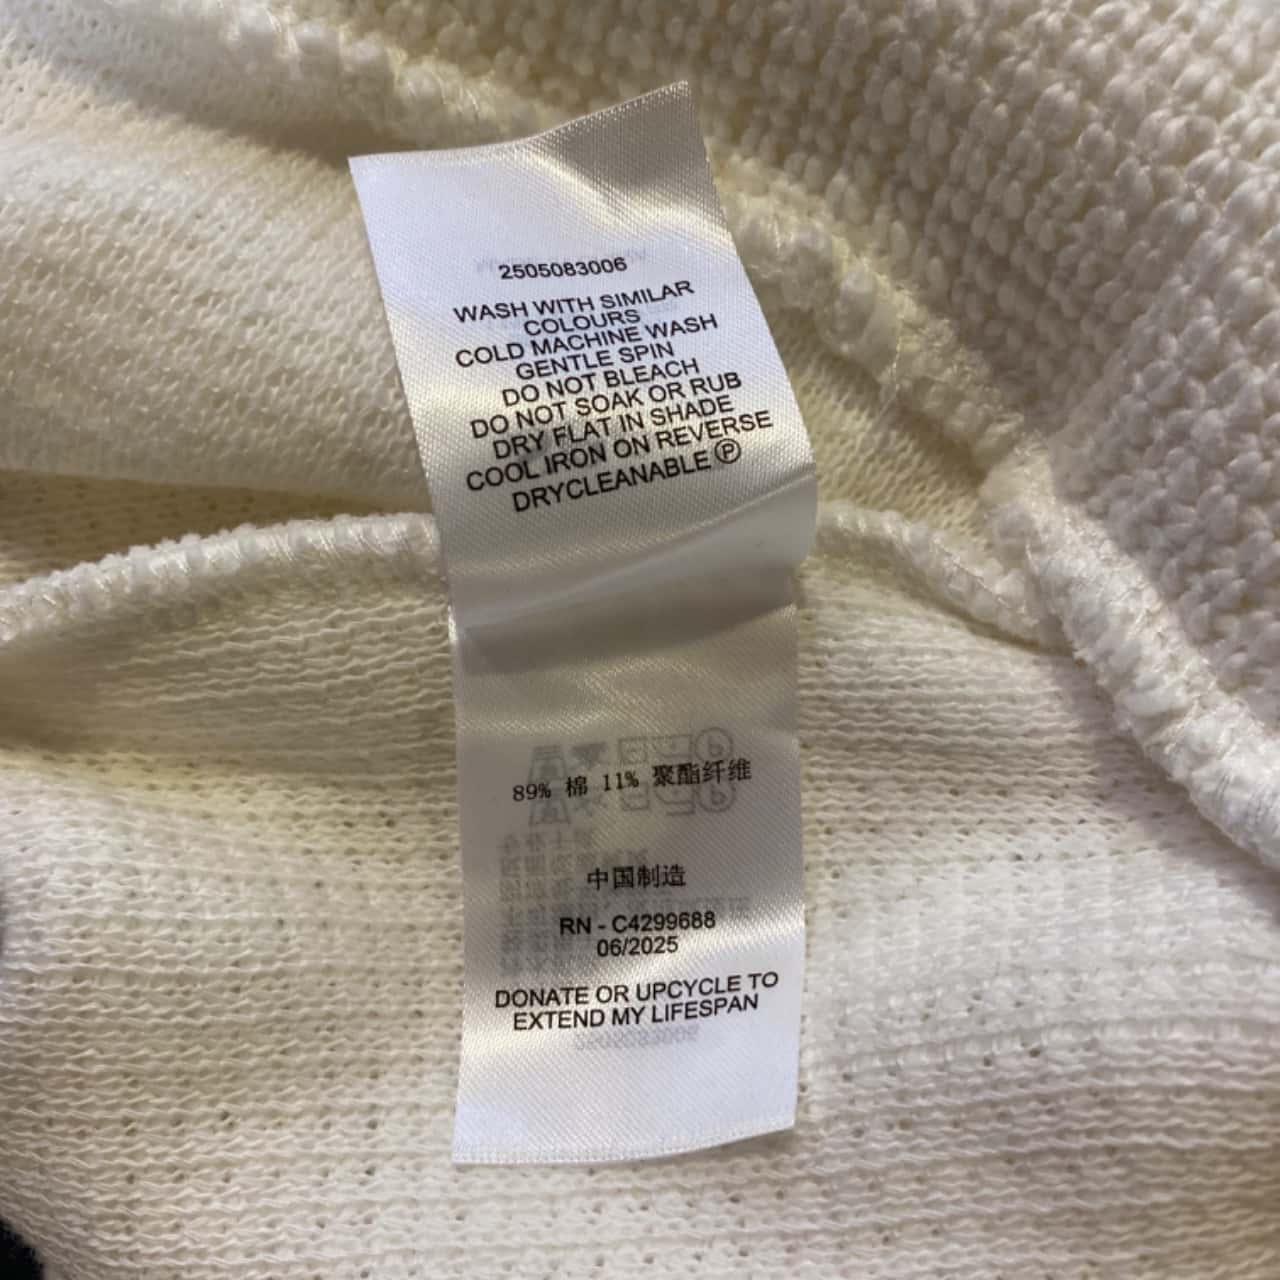 2505083006
WASH WITH SIMILAR
COLOURS
COLD MACHINE WASH
GENTLE SPIN
DO NOT BLEACH
DO NOT SOAK OR RUB
DRY FLAT IN SHADE
COOL IRON ON REVERSE
DRYCLEANABLE Ⓟ
89% 棉 11% 聚酯纤维
中国制造
RN - C4299688
06/2025
DONATE OR UPCYCLE TO
EXTEND MY LIFESPAN